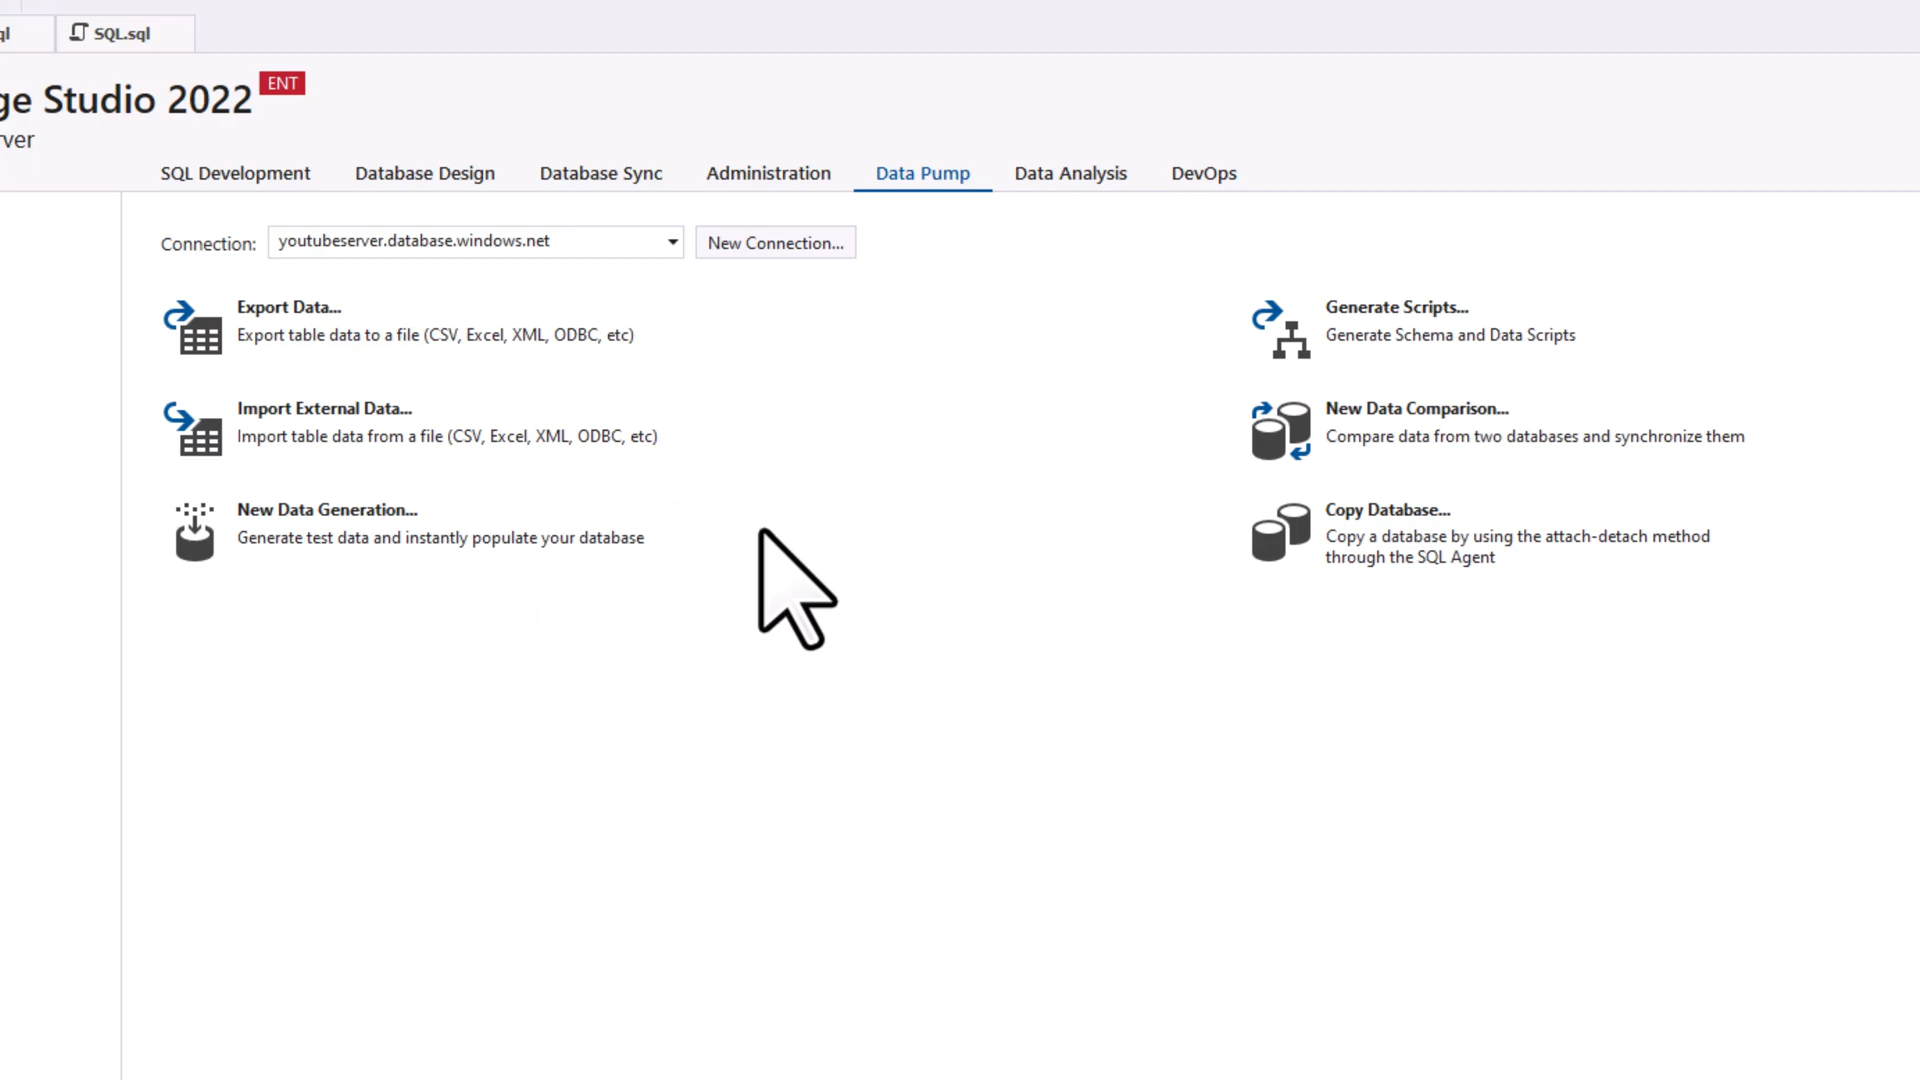 SQL.sql
Studio 2022
ENT
SQL Development
Database Design
Database Sync
Administration
Data Pump
Data Analysis
DevOps
Connection:
youtubeserver.database.windows.net
New Connection...
Export Data...
Export table data to a file (CSV, Excel, XML, ODBC, etc)
Import External Data...
Import table data from a file (CSV, Excel, XML, ODBC, etc)
New Data Generation...
Generate test data and instantly populate your database
Generate Scripts...
Generate Schema and Data Scripts
New Data Comparison...
Compare data from two databases and synchronize them
Copy Database...
Copy a database by using the attach-detach method
through the SQL Agent